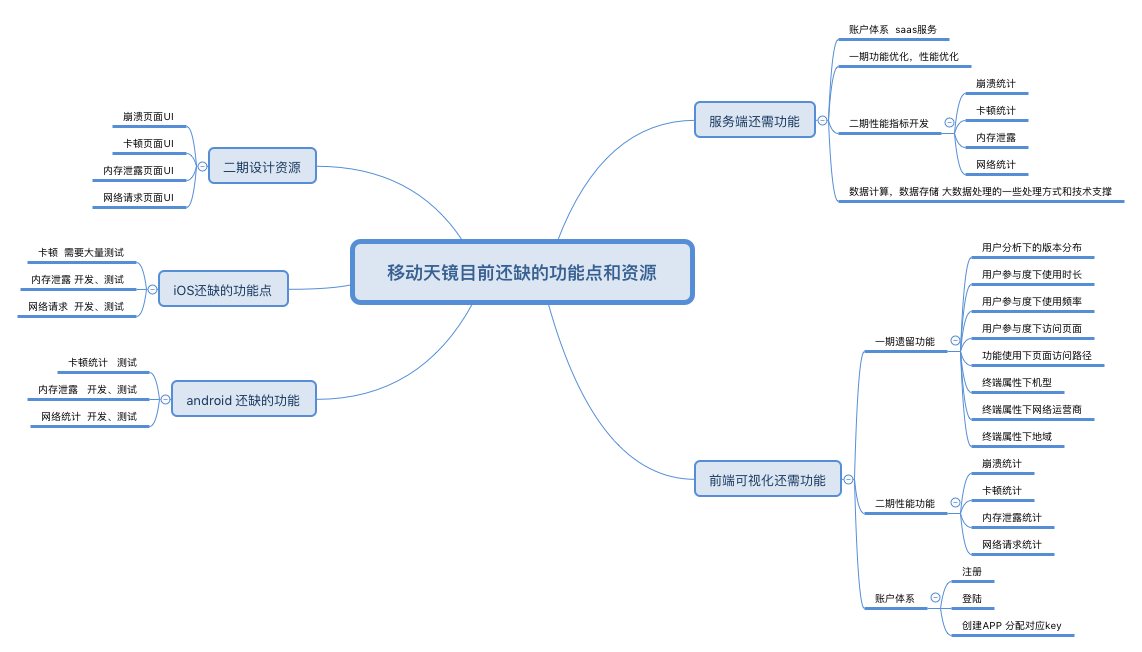 移动天镜目前还缺的功能点和资源
服务端还需功能
账户体系 saas服务
一期功能优化，性能优化
二期性能指标开发
崩溃统计
卡顿统计
内存泄露
网络统计
数据计算，数据存储 大数据处理的一些处理方式和技术支撑
前端可视化还需功能
一期遗留功能
用户分析下的版本分布
用户参与度下使用时长
用户参与度下使用频率
用户参与度下访问页面
功能使用下页面访问路径
终端属性下机型
终端属性下网络运营商
终端属性下地域
二期性能功能
崩溃统计
卡顿统计
内存泄露统计
网络请求统计
账户体系
注册
登陆
创建APP 分配对应key
二期设计资源
崩溃页面UI
卡顿页面UI
内存泄露页面UI
网络请求页面UI
iOS还缺的功能点
卡顿 需要大量测试
内存泄露 开发、测试
网络请求 开发、测试
android 还缺的功能
卡顿统计 测试
内存泄露 开发、测试
网络统计 开发、测试